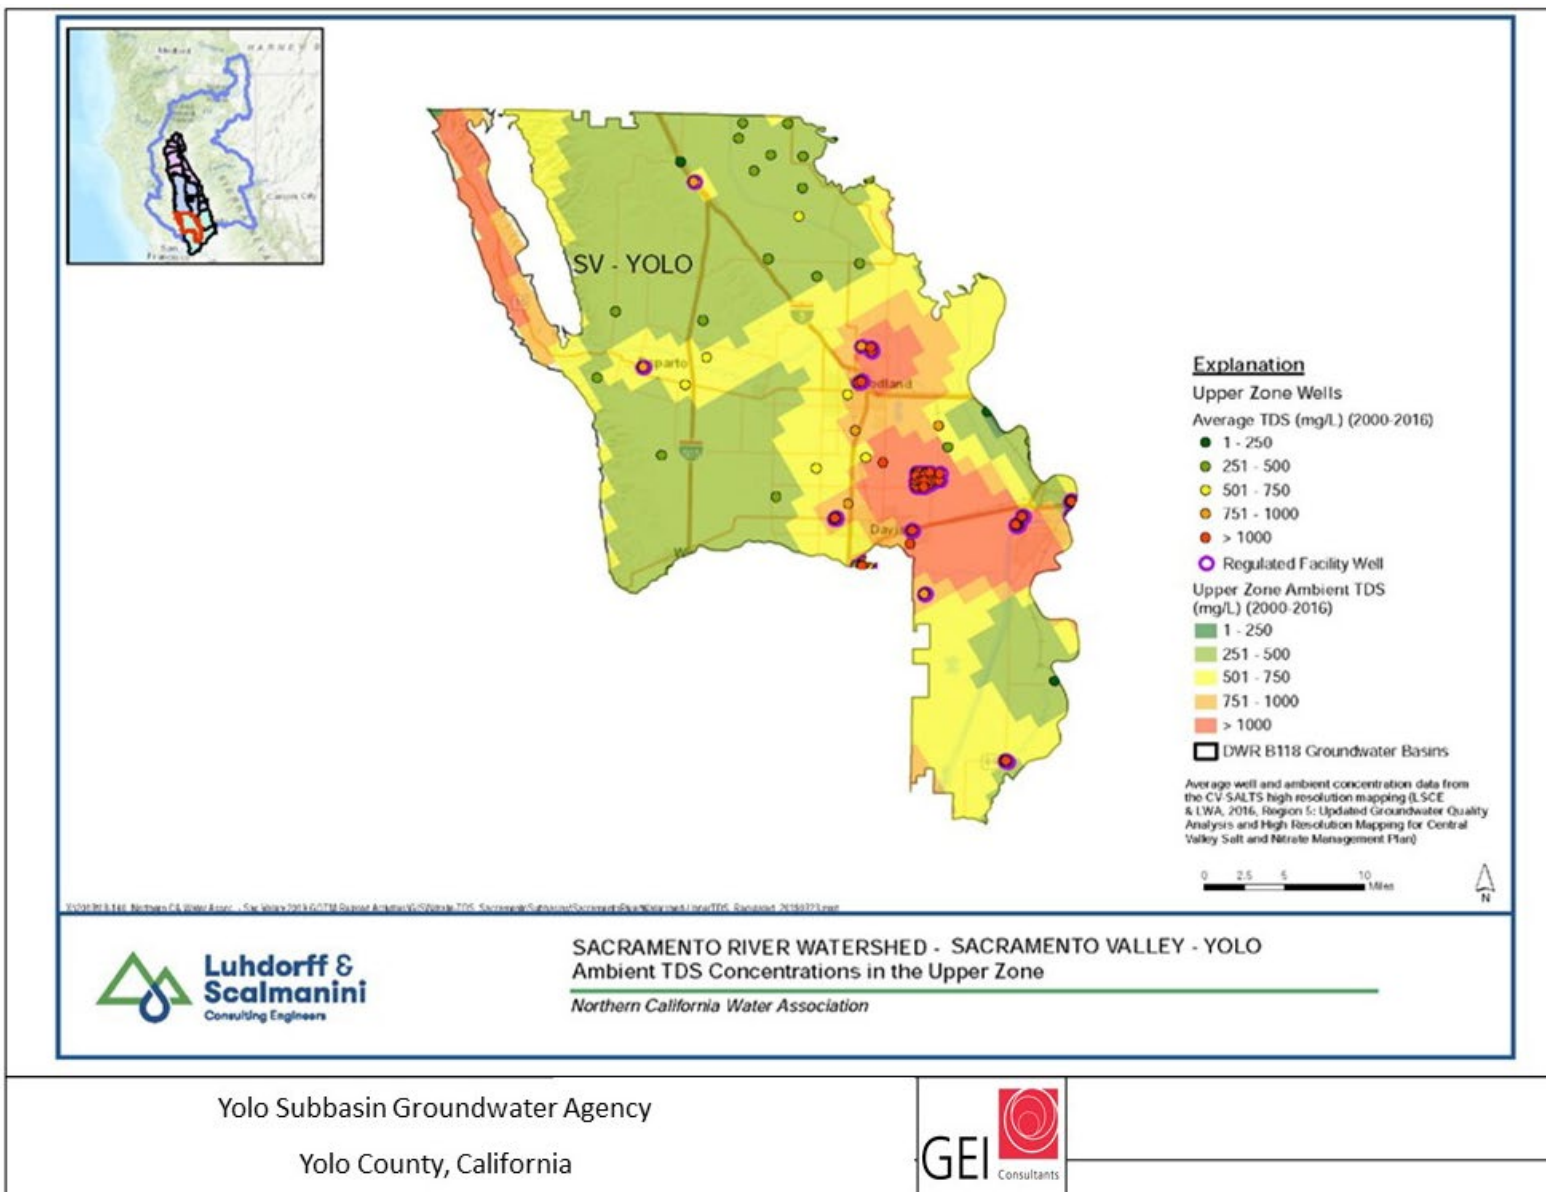 SV - YOLO
5
sparto
odland
Davi
W
Explanation
Upper Zone Wells
Average TDS (mg/L) (2000-2016)
1 - 250
251 - 500
501 - 750
751 - 1000
> 1000
Regulated Facility Well
Upper Zone Ambient TDS
(mg/L) (2000-2016)
1 - 250
251 - 500
501 - 750
751 - 1000
> 1000
DWR B118 Groundwater Basins
Average well and ambient concentration data from
the CV-SALTS high resolution mapping (LSCE
& LWA, 2016, Region 5: Updated Groundwater Quality
Analysis and High Resolution Mapping for Central
Valley Salt and Nitrate Management Plan)
0 2.5 5 10
Miles
N
Luhdorff &
Scalmanini
Consulting Engineers
SACRAMENTO RIVER WATERSHED - SACRAMENTO VALLEY - YOLO
Ambient TDS Concentrations in the Upper Zone
Northern California Water Association
Yolo Subbasin Groundwater Agency
Yolo County, California
GEI
Consultants